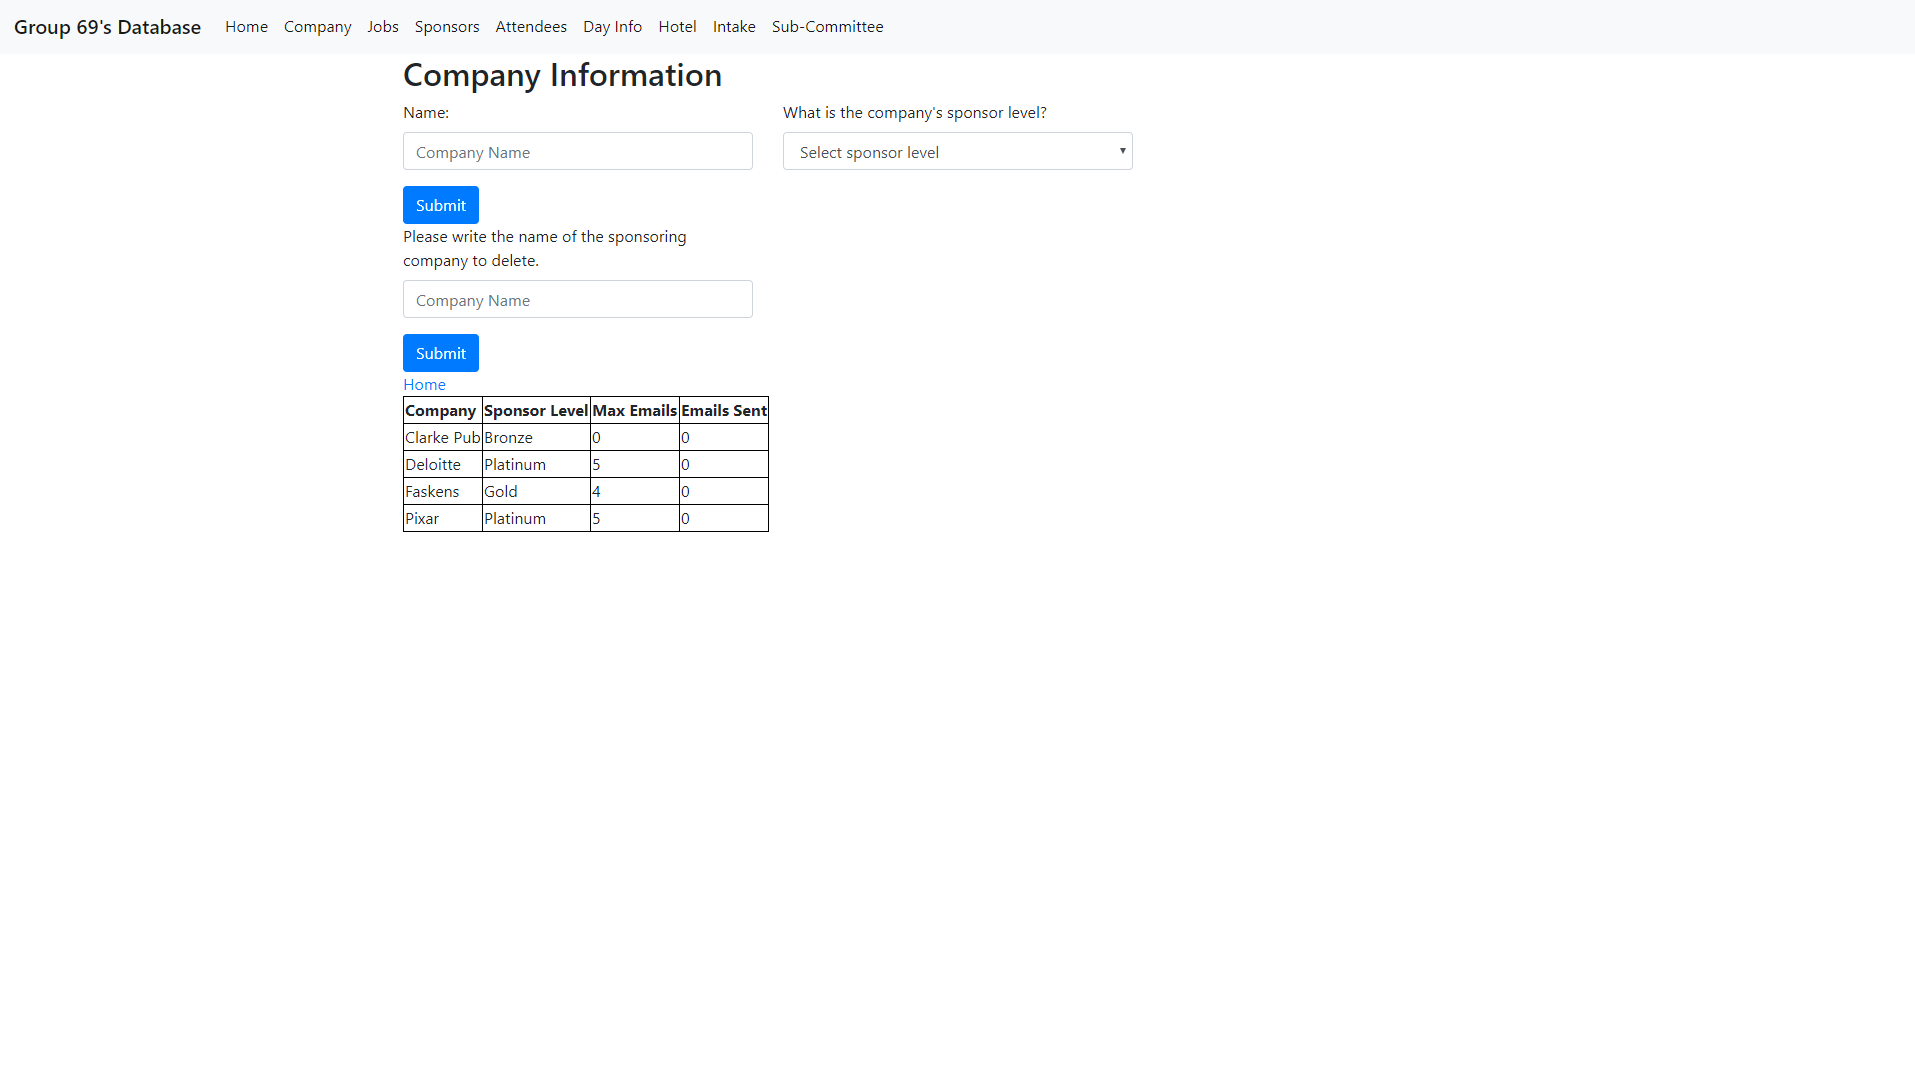 Group 69's Database Home Company Jobs Sponsors Attendees Day Info Hotel Intake Sub-Committee
Company Information
Name: What is the company's sponsor level?
Company Name Select sponsor level
Submit
Please write the name of the sponsoring
company to delete.
Company Name
Submit
Home
Company Sponsor Level Max Emails Emails Sent
Clarke Pub Bronze 0 0
Deloitte Platinum 5 0
Faskens Gold 4 0
Pixar Platinum 5 0